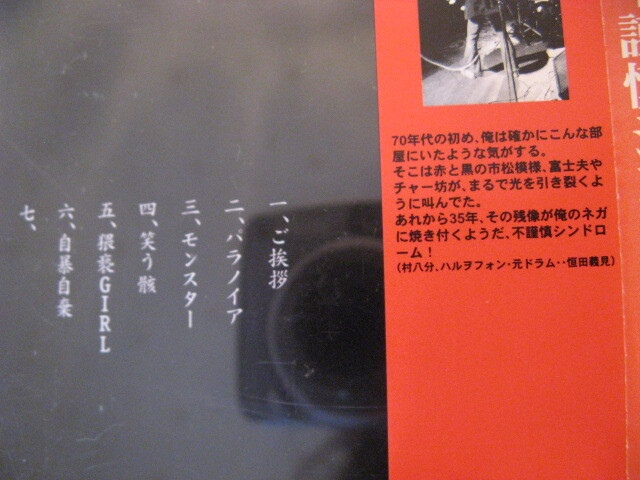 一、ご挨拶
二、パラノイア
三、モンスター
四、笑う骸
五、猥褻GIRL
六、自暴自棄
七、
70年代の初め、俺は確かにこんな部
屋にいたような気がする。
そこは赤と黒の市松模様、富士夫や
チャー坊が、まるで光を引き裂くよ
うに叫んでた。
あれから35年、その残像が俺のネガ
に焼き付くようだ、不謹慎シンドロ
ーム！
（村八分、ハルヲフォン・元ドラム・・恒田義見）
謹慎シ